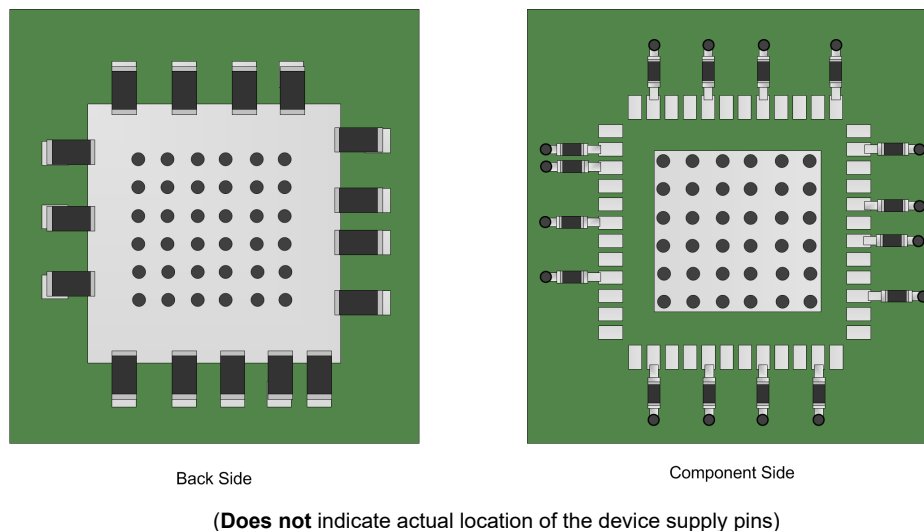 Back Side
Component Side
(Does not indicate actual location of the device supply pins)